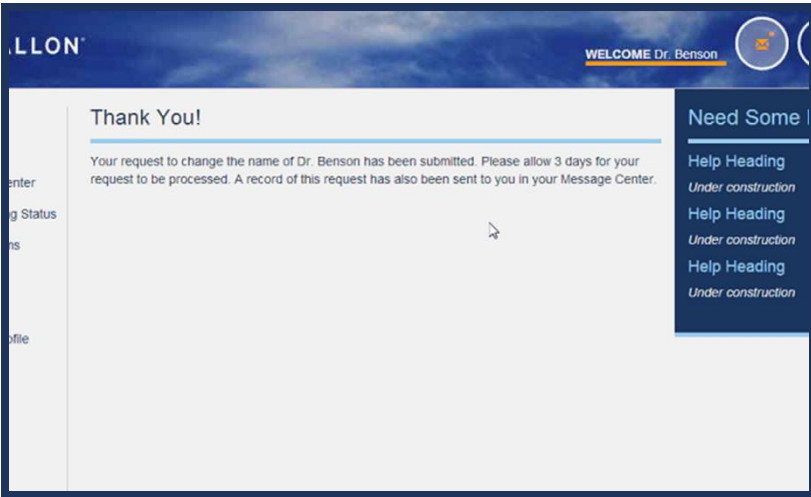 ALLON®
WELCOME Dr. Benson
Thank You!
Your request to change the name of Dr. Benson has been submitted. Please allow 3 days for your
request to be processed. A record of this request has also been sent to you in your Message Center.
enter
g Status
ms
ofile
Need Some
Help Heading
Under construction
Help Heading
Under construction
Help Heading
Under construction